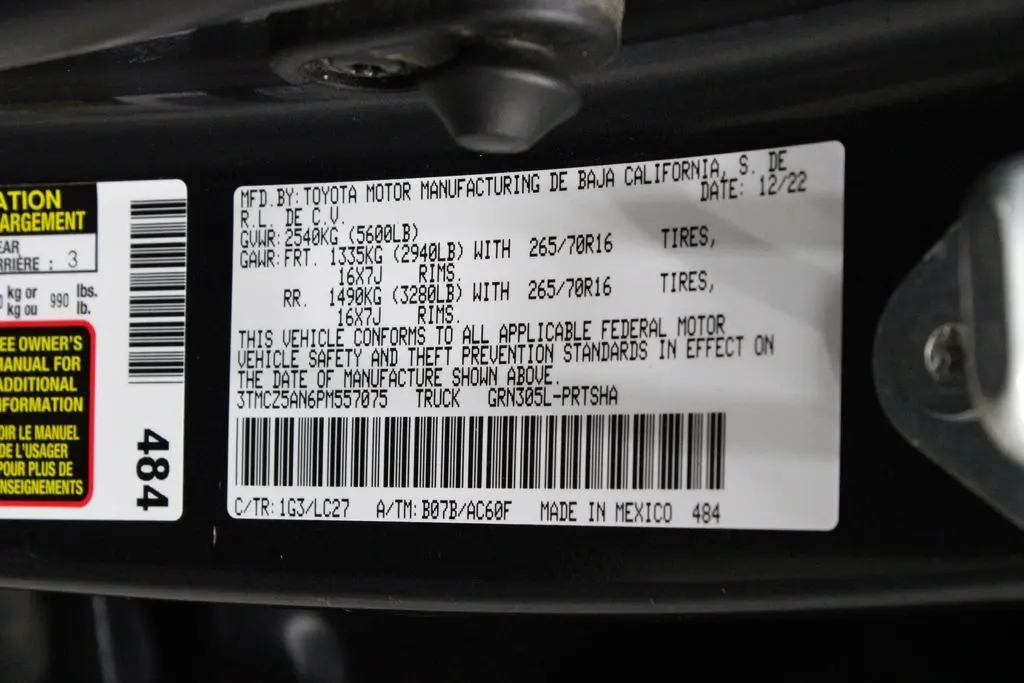 ATION
ARGEMENT
EAR
RRIÈRE : 3
kg or
kg ou 990 lbs.
lb.
EE OWNER'S
MANUAL FOR
ADDITIONAL
INFORMATION
OIR LE MANUEL
DE L'USAGER
POUR PLUS DE
NSEIGNEMENTS
484
MFD. BY: TOYOTA MOTOR MANUFACTURING DE BAJA CALIFORNIA, S. DE
R.L. DE C.V. DATE: 12/22
GVWR: 2540KG (5600LB)
GAWR: FRT. 1335KG (2940LB) WITH 265/70R16 TIRES,
16X7J RIMS.
RR. 1490KG (3280LB) WITH 265/70R16 TIRES,
16X7J RIMS.
THIS VEHICLE CONFORMS TO ALL APPLICABLE FEDERAL MOTOR
VEHICLE SAFETY AND THEFT PREVENTION STANDARDS IN EFFECT ON
THE DATE OF MANUFACTURE SHOWN ABOVE.
3TMCZ5AN6PM557075 TRUCK GRN305L-PRTSHA
C/TR: 1G3/LC27 A/TM: B07B/AC60F MADE IN MEXICO 484